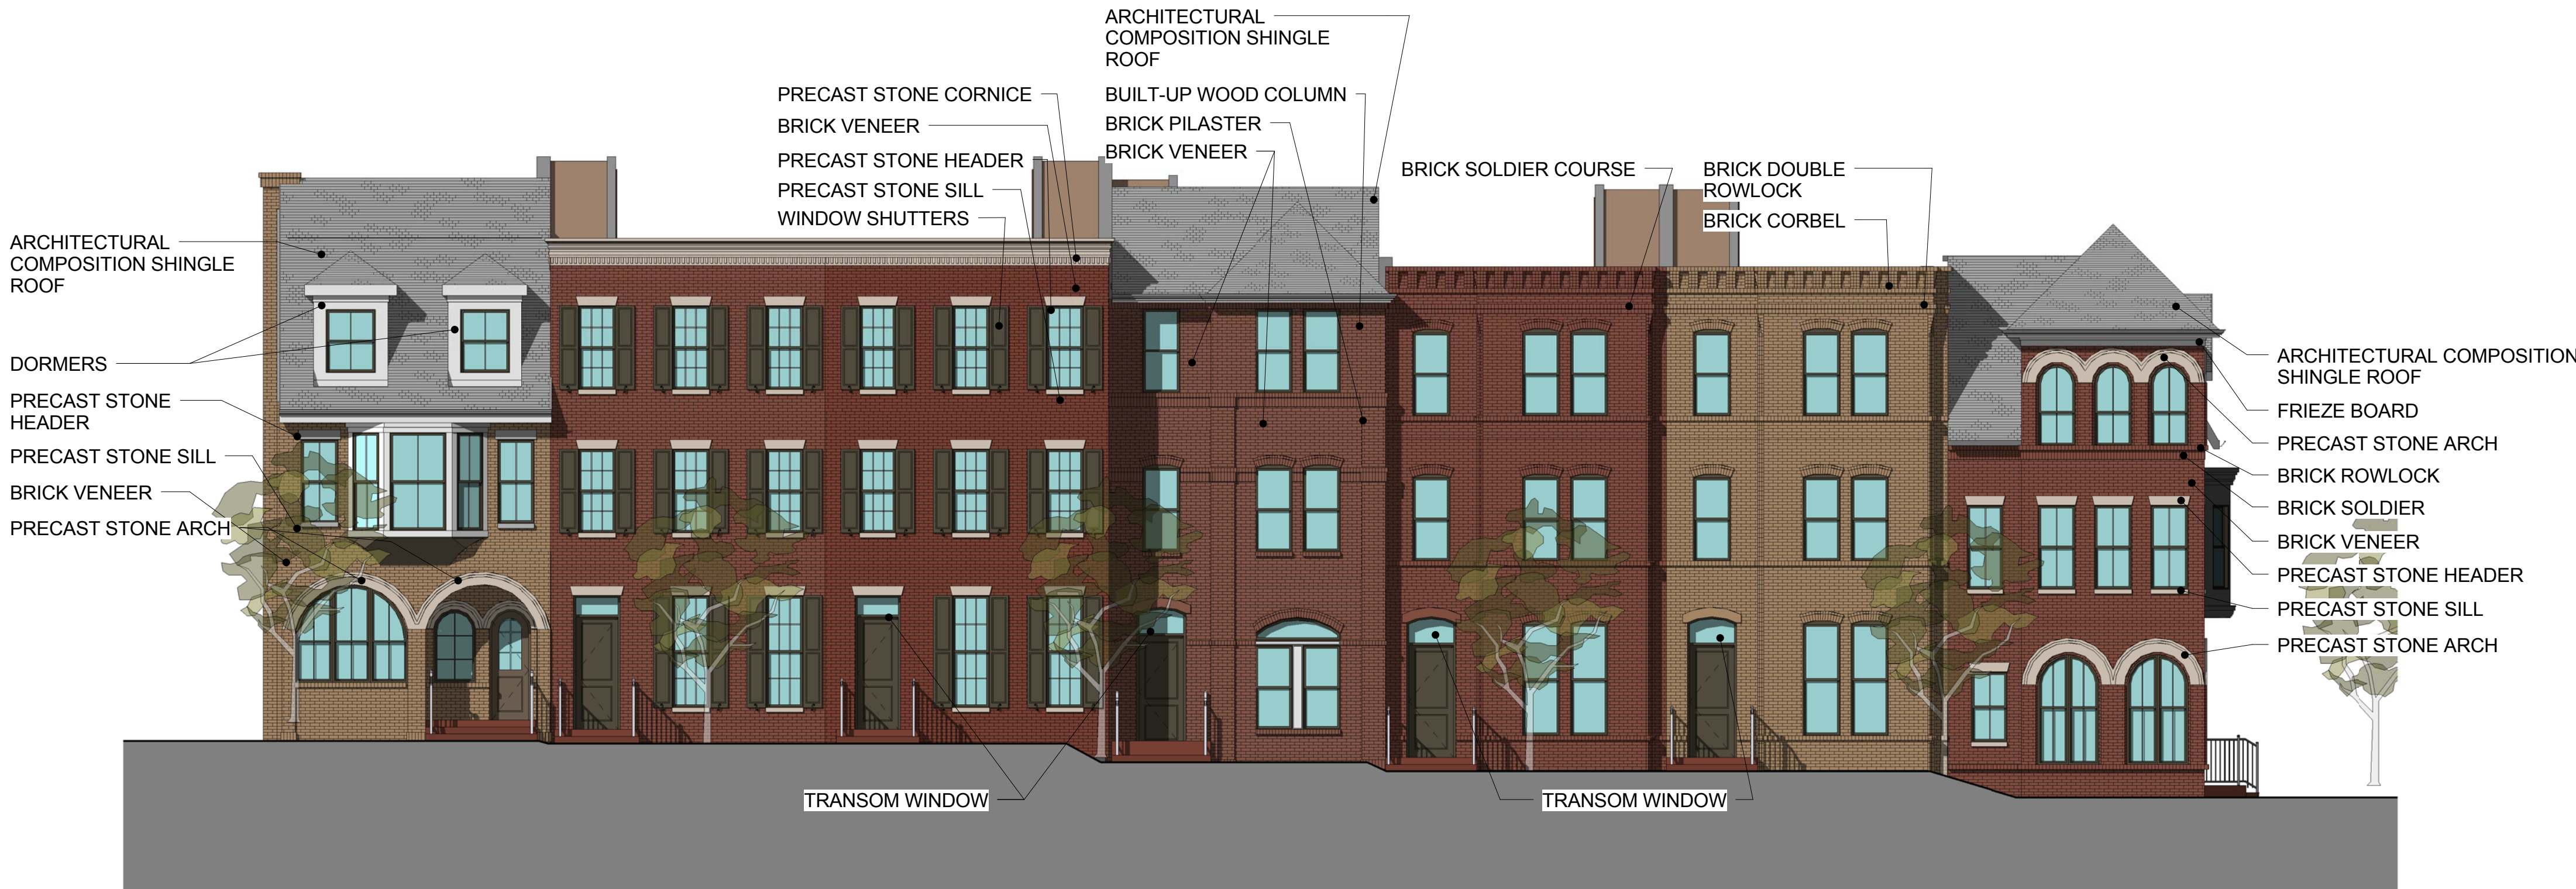 ARCHITECTURAL
COMPOSITION SHINGLE
ROOF
PRECAST STONE CORNICE
BUILT-UP WOOD COLUMN
BRICK VENEER
BRICK PILASTER
PRECAST STONE HEADER
BRICK VENEER
PRECAST STONE SILL
WINDOW SHUTTERS
BRICK SOLDIER COURSE
BRICK DOUBLE
ROWLOCK
BRICK CORBEL
ARCHITECTURAL
COMPOSITION SHINGLE
ROOF
DORMERS
PRECAST STONE
HEADER
PRECAST STONE SILL
BRICK VENEER
PRECAST STONE ARCH
ARCHITECTURAL COMPOSITION
SHINGLE ROOF
FRIEZE BOARD
PRECAST STONE ARCH
BRICK ROWLOCK
BRICK SOLDIER
BRICK VENEER
PRECAST STONE HEADER
PRECAST STONE SILL
PRECAST STONE ARCH
TRANSOM WINDOW
TRANSOM WINDOW